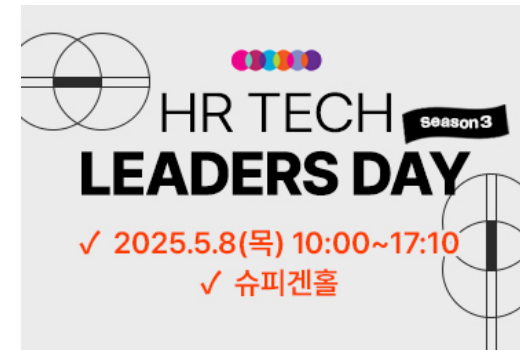 HR TECH season3
LEADERS DAY
✓ 2025.5.8(목) 10:00~17:10
✓ 슈피겐홀